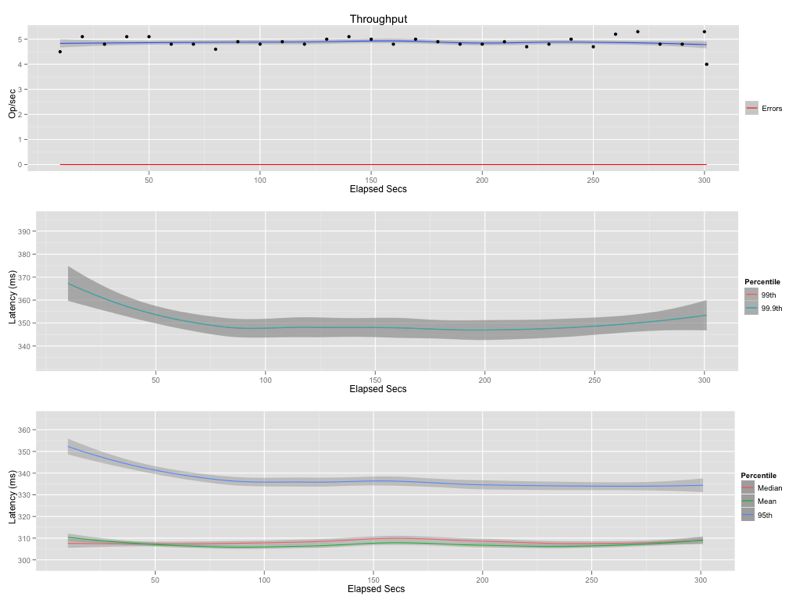 Throughput
5
4
3
2
1
0
Op/sec
50 100 150 200 250 300
Elapsed Secs
Errors
390
380
370
360
350
340
Latency (ms)
50 100 150 200 250 300
Elapsed Secs
Percentile
99th
99.9th
360
350
340
330
320
310
300
Latency (ms)
50 100 150 200 250 300
Elapsed Secs
Percentile
Median
Mean
95th